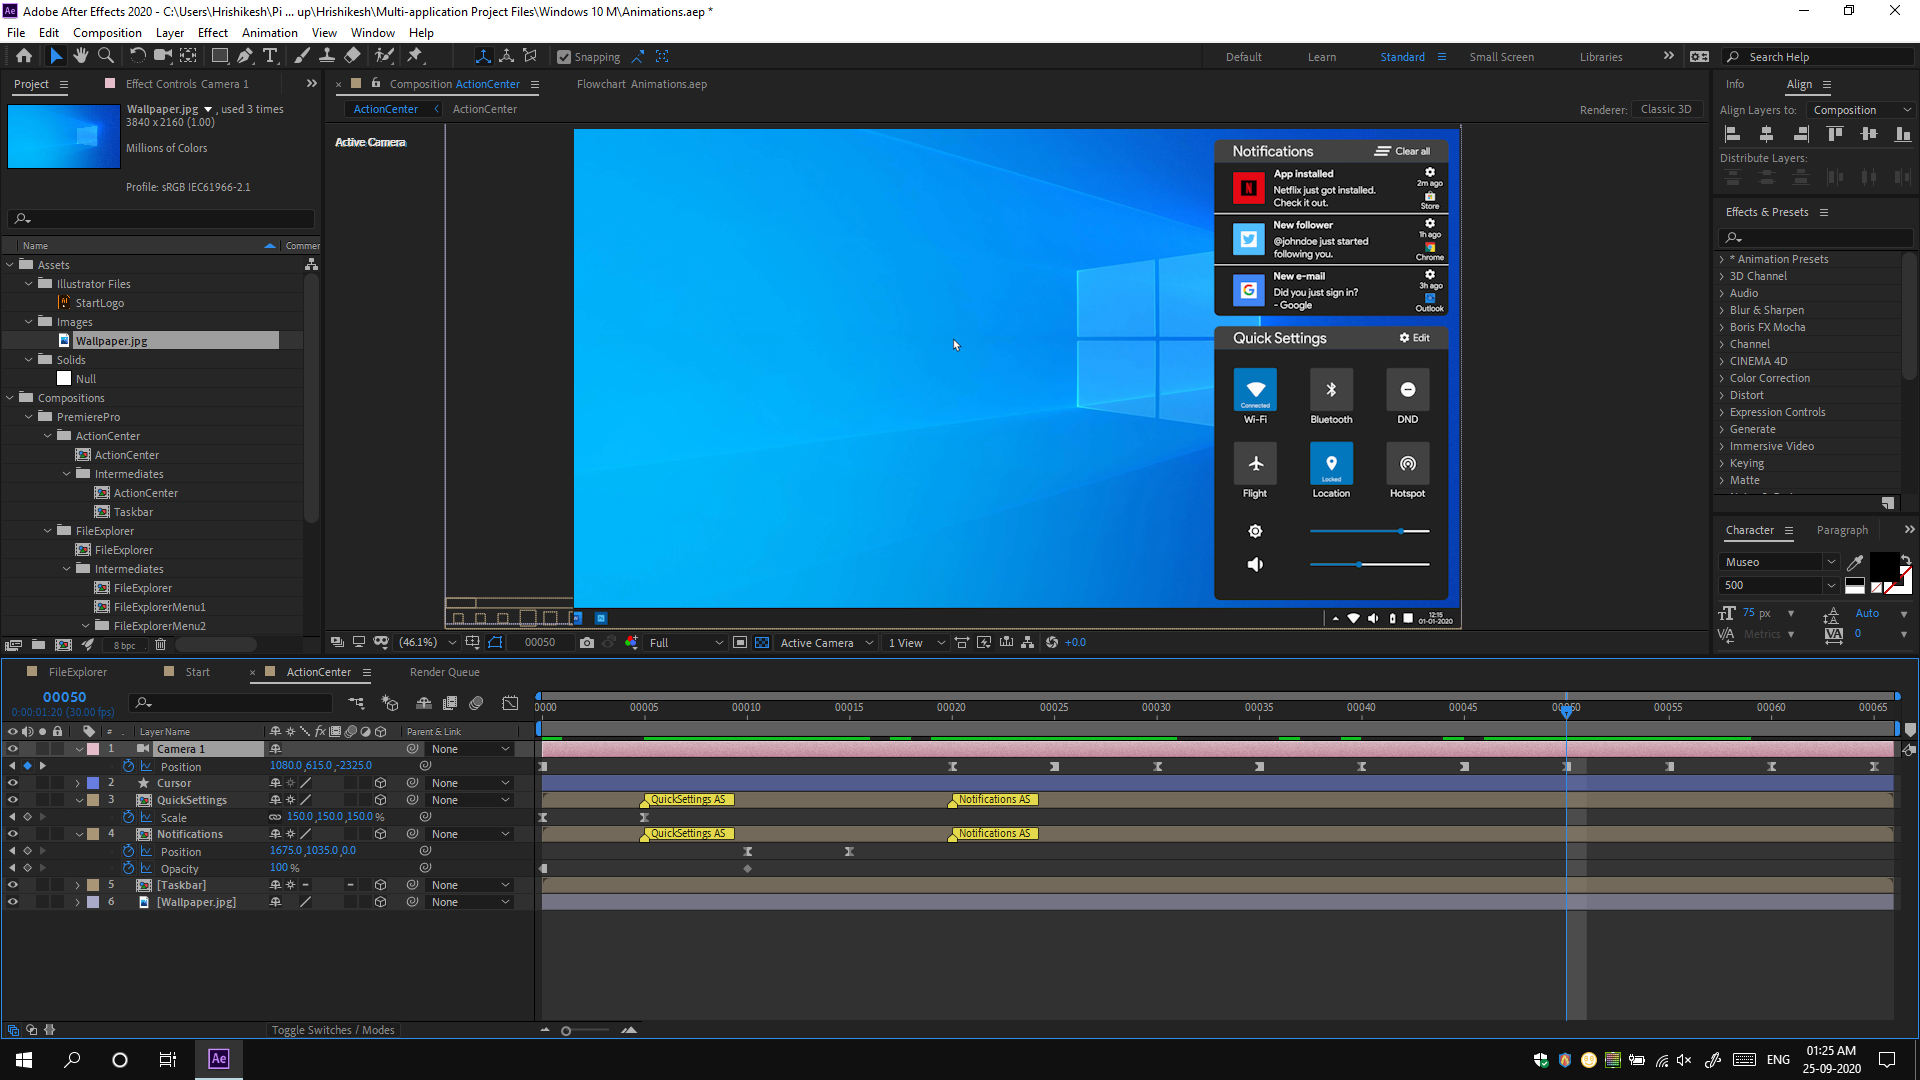 Adobe After Effects 2020 - C:\Users\Hrishikesh\Pi ... up\Hrishikesh\Multi-application Project Files\Windows 10 M\Animations.aep *
File Edit Composition Layer Effect Animation View Window Help
Snapping
Default Learn Standard Small Screen Libraries Search Help
Project Effect Controls Camera 1
Wallpaper.jpg , used 3 times
3840 x 2160 (1.00)
Millions of Colors
Profile: sRGB IEC61966-2.1
Name Commer
Assets
Illustrator Files
StartLogo
Images
Wallpaper.jpg
Solids
Null
Compositions
PremierePro
ActionCenter
ActionCenter
Intermediates
ActionCenter
Taskbar
FileExplorer
FileExplorer
Intermediates
FileExplorer
FileExplorerMenu1
FileExplorerMenu2
8 bpc
Composition ActionCenter Flowchart Animations.aep
ActionCenter ActionCenter
Renderer: Classic 3D
Active Camera
Notifications Clear all
App installed
Netflix just got installed.
Check it out.
2m ago
Store
New follower
@johndoe just started
following you.
1h ago
Chrome
New e-mail
Did you just sign in?
- Google
3h ago
Outlook
Quick Settings Edit
Connected
Wi-Fi Bluetooth DND
Locked
Flight Location Hotspot
12:15
01-01-2020
(46.1%) 00050 Full Active Camera 1 View +0.0
Info Align
Align Layers to: Composition
Distribute Layers:
Effects & Presets
* Animation Presets
3D Channel
Audio
Blur & Sharpen
Boris FX Mocha
Channel
CINEMA 4D
Color Correction
Distort
Expression Controls
Generate
Immersive Video
Keying
Matte
Character Paragraph
Museo
500
75 px Auto
Metrics 0
FileExplorer Start ActionCenter Render Queue
00050
0:00:01:20 (30.00 fps)
0000 00005 00010 00015 00020 00025 00030 00035 00040 00045 00050 00055 00060 00065
# Layer Name Parent & Link
1 Camera 1 None
Position 1080.0,615.0,-2325.0
2 Cursor
3 QuickSettings QuickSettings AS Notifications AS
Scale 150.0,150.0,150.0 %
4 Notifications QuickSettings AS Notifications AS
Position 1675.0,1035.0,0.0
Opacity 100 %
5 [Taskbar] None
6 [Wallpaper.jpg] None
Toggle Switches / Modes
Ae ENG 01:25 AM
25-09-2020